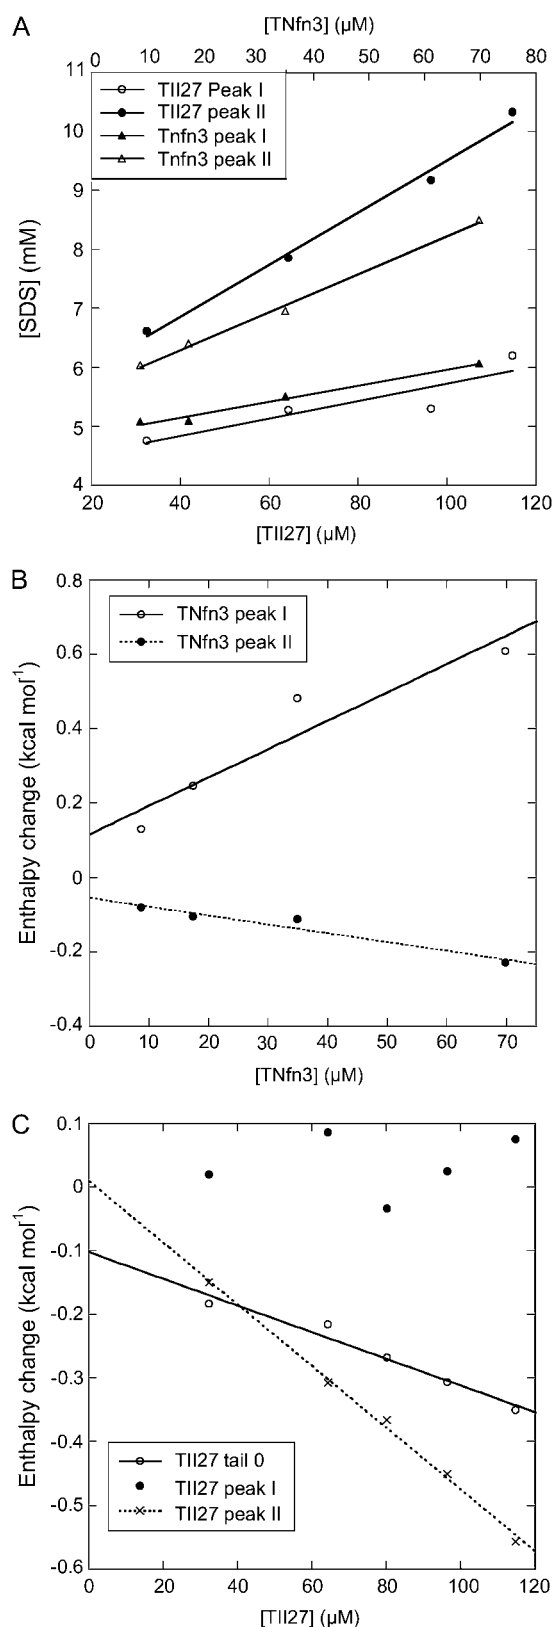 A
[TNfn3] (µM)
0 10 20 30 40 50 60 70 80
11
10
9
8
7
6
5
4
[SDS] (mM)
TII27 Peak I
TII27 peak II
Tnfn3 peak I
Tnfn3 peak II
20 40 60 80 100 120
[TII27] (µM)
B
0.8
0.6
0.4
0.2
0
-0.2
-0.4
Enthalpy change (kcal mol-1)
TNfn3 peak I
TNfn3 peak II
0 10 20 30 40 50 60 70
[TNfn3] (µM)
C
0.1
0
-0.1
-0.2
-0.3
-0.4
-0.5
-0.6
Enthalpy change (kcal mol-1)
TII27 tail 0
TII27 peak I
TII27 peak II
0 20 40 60 80 100 120
[TII27] (µM)